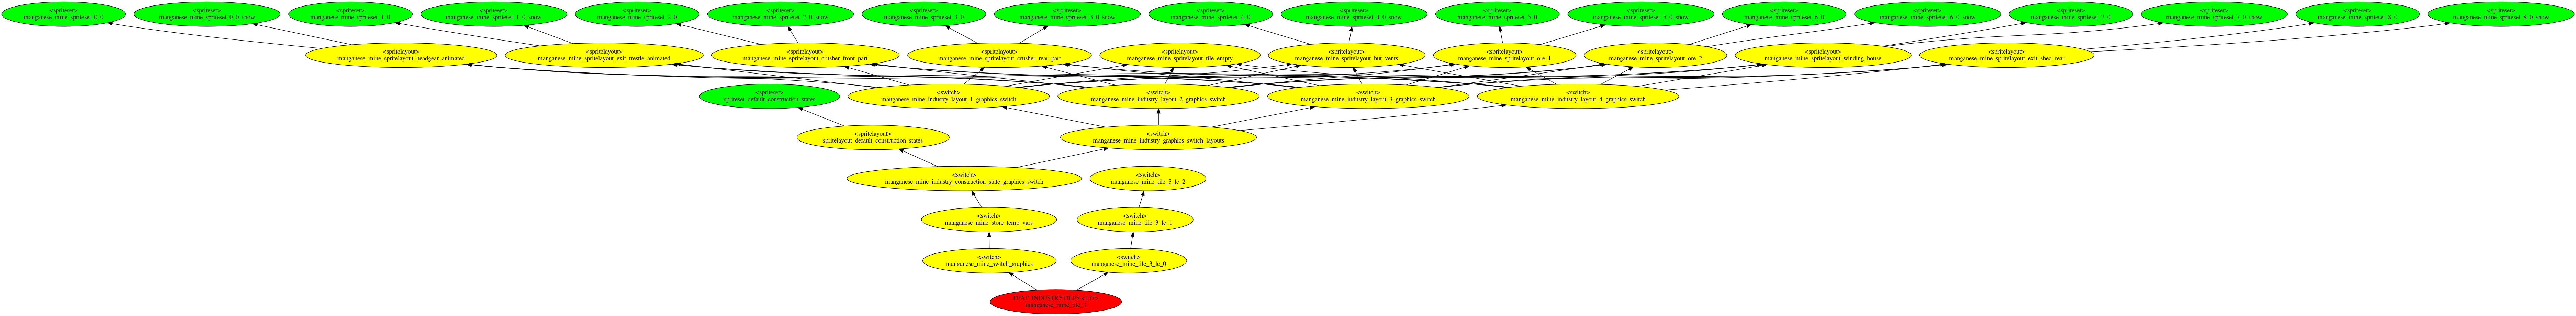 <spriteset>
manganese_mine_spriteset_0_0
<spriteset>
manganese_mine_spriteset_0_0_snow
<spriteset>
manganese_mine_spriteset_1_0
<spriteset>
manganese_mine_spriteset_1_0_snow
<spriteset>
manganese_mine_spriteset_2_0
<spriteset>
manganese_mine_spriteset_2_0_snow
<spriteset>
manganese_mine_spriteset_3_0
<spriteset>
manganese_mine_spriteset_3_0_snow
<spriteset>
manganese_mine_spriteset_4_0
<spriteset>
manganese_mine_spriteset_4_0_snow
<spriteset>
manganese_mine_spriteset_5_0
<spriteset>
manganese_mine_spriteset_5_0_snow
<spriteset>
manganese_mine_spriteset_6_0
<spriteset>
manganese_mine_spriteset_6_0_snow
<spriteset>
manganese_mine_spriteset_7_0
<spriteset>
manganese_mine_spriteset_7_0_snow
<spriteset>
manganese_mine_spriteset_8_0
<spriteset>
manganese_mine_spriteset_8_0_snow
<spritelayout>
manganese_mine_spritelayout_headgear_animated
<spritelayout>
manganese_mine_spritelayout_exit_trestle_animated
<spritelayout>
manganese_mine_spritelayout_crusher_front_part
<spritelayout>
manganese_mine_spritelayout_crusher_rear_part
<spritelayout>
manganese_mine_spritelayout_tile_empty
<spritelayout>
manganese_mine_spritelayout_hut_vents
<spritelayout>
manganese_mine_spritelayout_ore_1
<spritelayout>
manganese_mine_spritelayout_ore_2
<spritelayout>
manganese_mine_spritelayout_winding_house
<spritelayout>
manganese_mine_spritelayout_exit_shed_rear
<spriteset>
spriteset_default_construction_states
<switch>
manganese_mine_industry_layout_1_graphics_switch
<switch>
manganese_mine_industry_layout_2_graphics_switch
<switch>
manganese_mine_industry_layout_3_graphics_switch
<switch>
manganese_mine_industry_layout_4_graphics_switch
<spritelayout>
spritelayout_default_construction_states
<switch>
manganese_mine_industry_graphics_switch_layouts
<switch>
manganese_mine_industry_construction_state_graphics_switch
<switch>
manganese_mine_tile_3_lc_2
<switch>
manganese_mine_store_temp_vars
<switch>
manganese_mine_tile_3_lc_1
<switch>
manganese_mine_switch_graphics
<switch>
manganese_mine_tile_3_lc_0
manganese_mine_tile_3